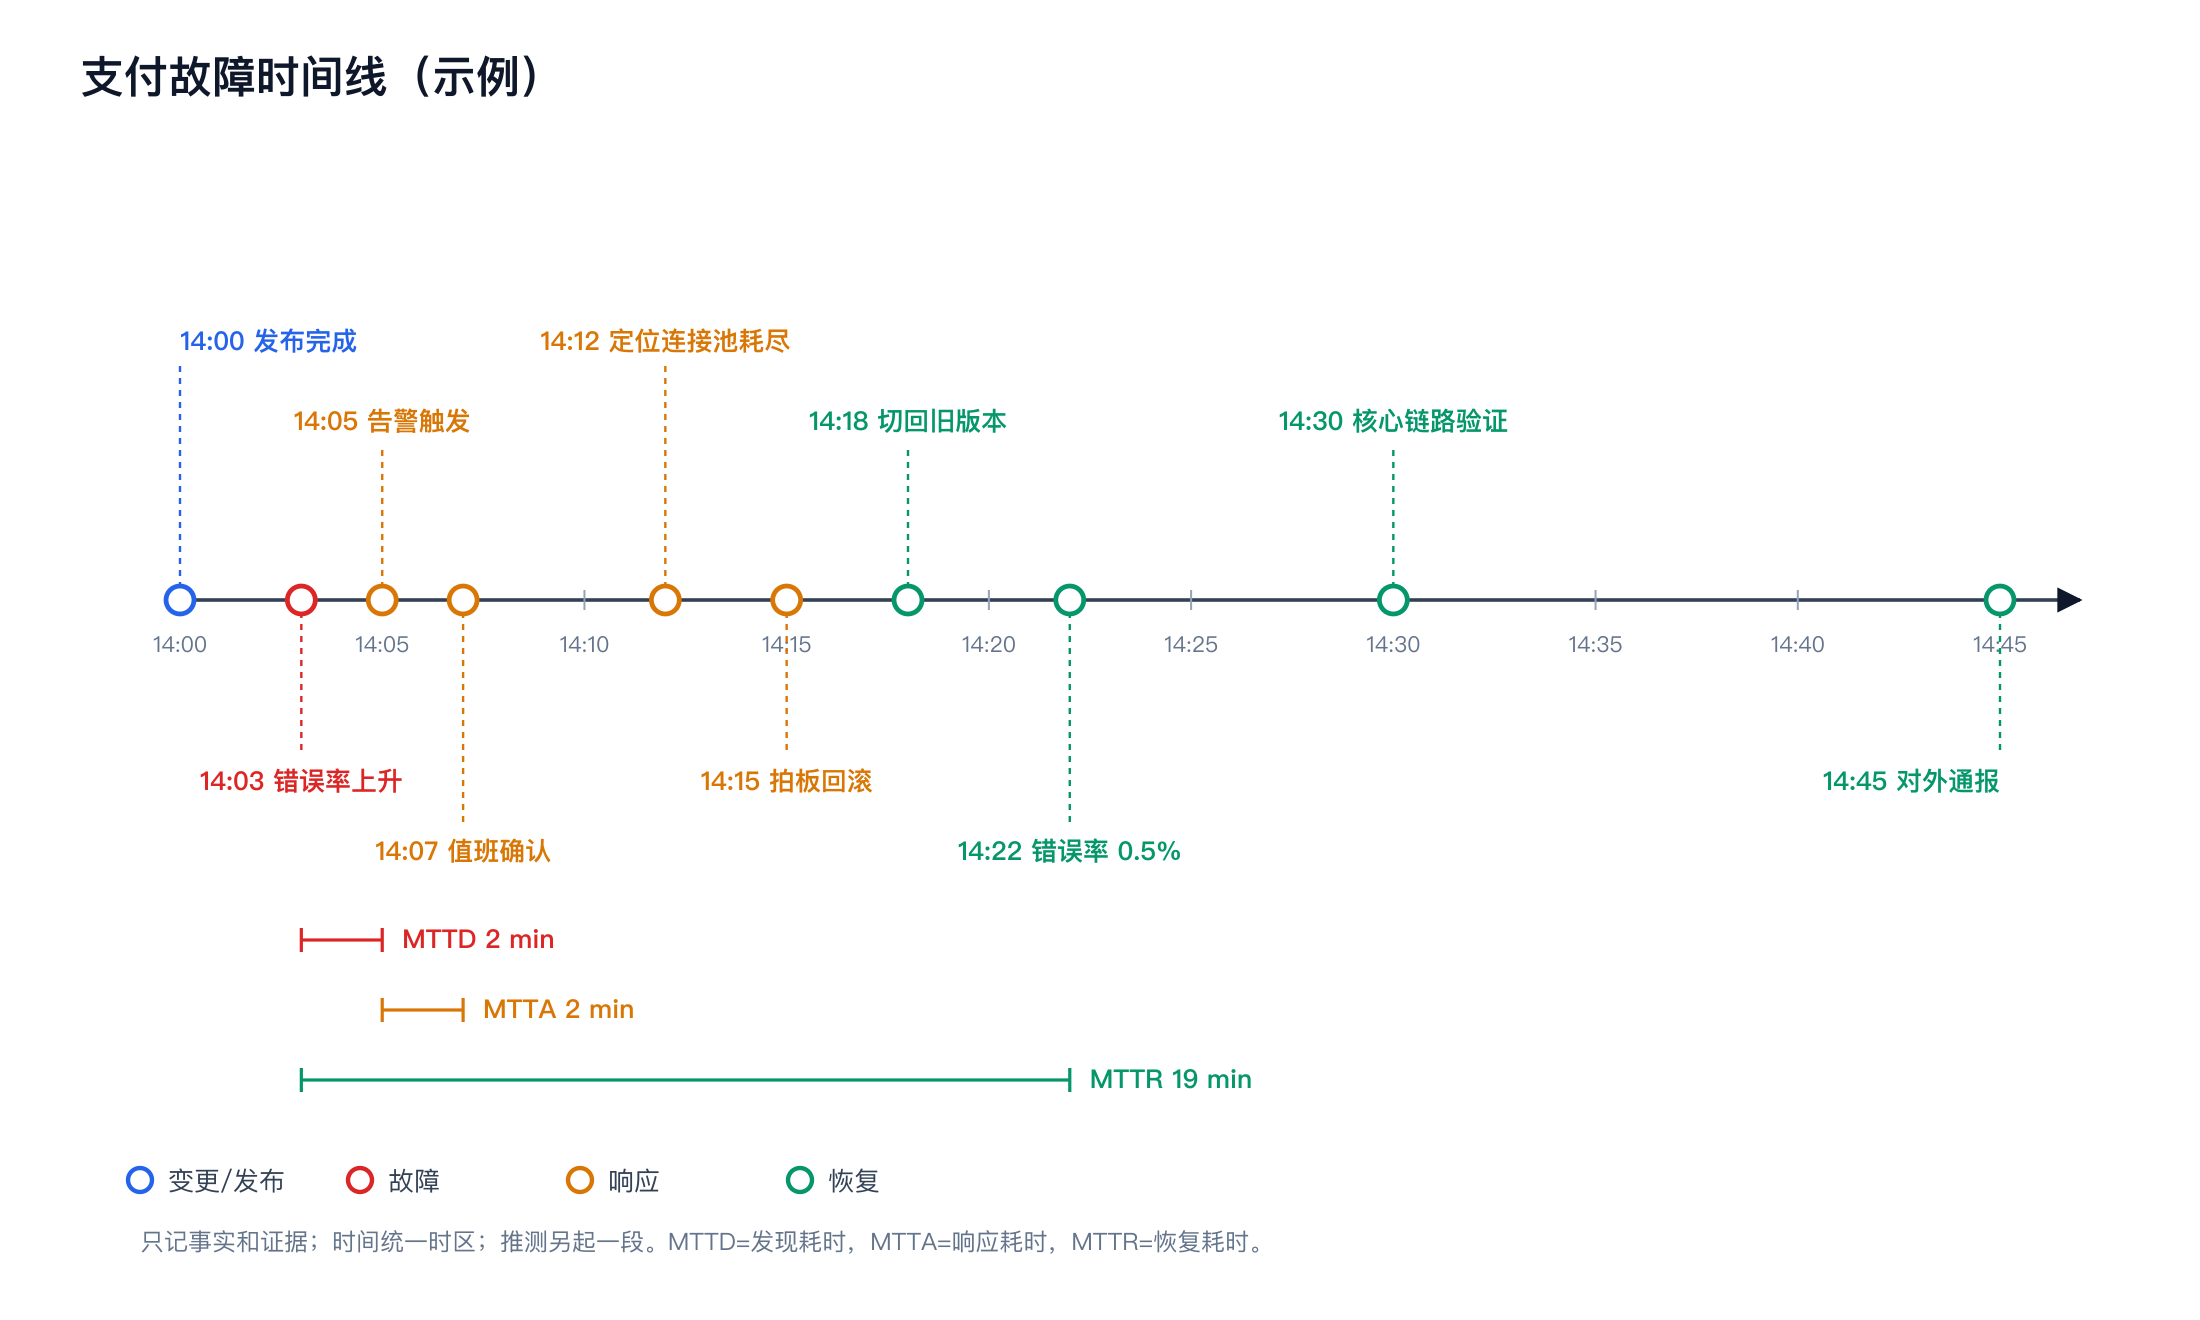 支付故障时间线（示例）
14:00 发布完成
14:12 定位连接池耗尽
14:05 告警触发
14:18 切回旧版本
14:30 核心链路验证
14:00
14:05
14:10
14:15
14:20
14:25
14:30
14:35
14:40
14:45
14:03 错误率上升
14:15 拍板回滚
14:45 对外通报
14:07 值班确认
14:22 错误率 0.5%
MTTD 2 min
MTTA 2 min
MTTR 19 min
变更/发布
故障
响应
恢复
只记事实和证据；时间统一时区；推测另起一段。MTTD=发现耗时，MTTA=响应耗时，MTTR=恢复耗时。